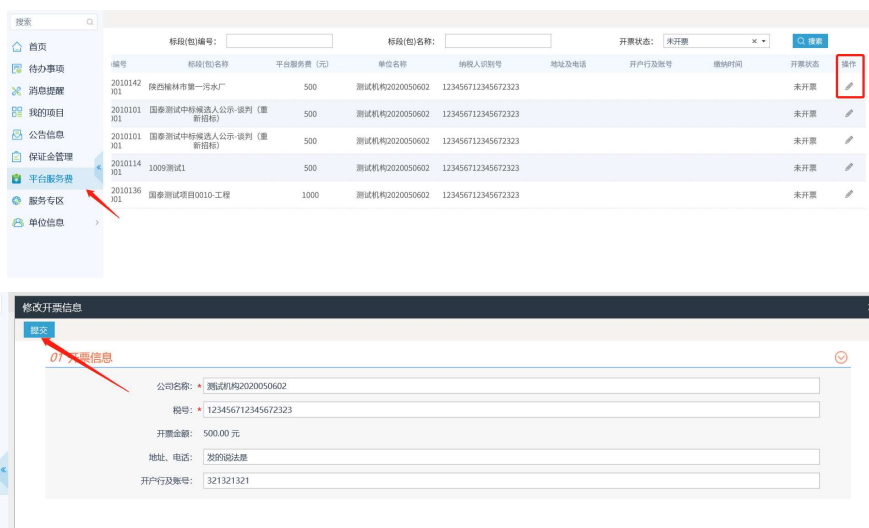 搜索
首页
待办事项
消息提醒
我的项目
公告信息
保证金管理
平台服务费
服务专区
单位信息
标段(包)编号: 标段(包)名称: 开票状态: 未开票 搜索
编号 标段(包)名称 平台服务费（元） 单位名称 纳税人识别号 地址及电话 开户行及账号 缴纳时间 开票状态 操作
2010142 001 陕西榆林市第一污水厂 500 测试机构2020050602 123456712345672323 未开票
2010101 001 国泰测试中标候选人公示-谈判（重新招标） 500 测试机构2020050602 123456712345672323 未开票
2010101 001 国泰测试中标候选人公示-谈判（重新招标） 500 测试机构2020050602 123456712345672323 未开票
2010114 001 1009测试1 500 测试机构2020050602 123456712345672323 未开票
2010136 001 国泰测试项目0010-工程 1000 测试机构2020050602 123456712345672323 未开票
修改开票信息
提交
01 开票信息
公司名称: * 测试机构2020050602
税号: * 123456712345672323
开票金额: 500.00 元
地址、电话: 发的说法是
开户行及账号: 321321321